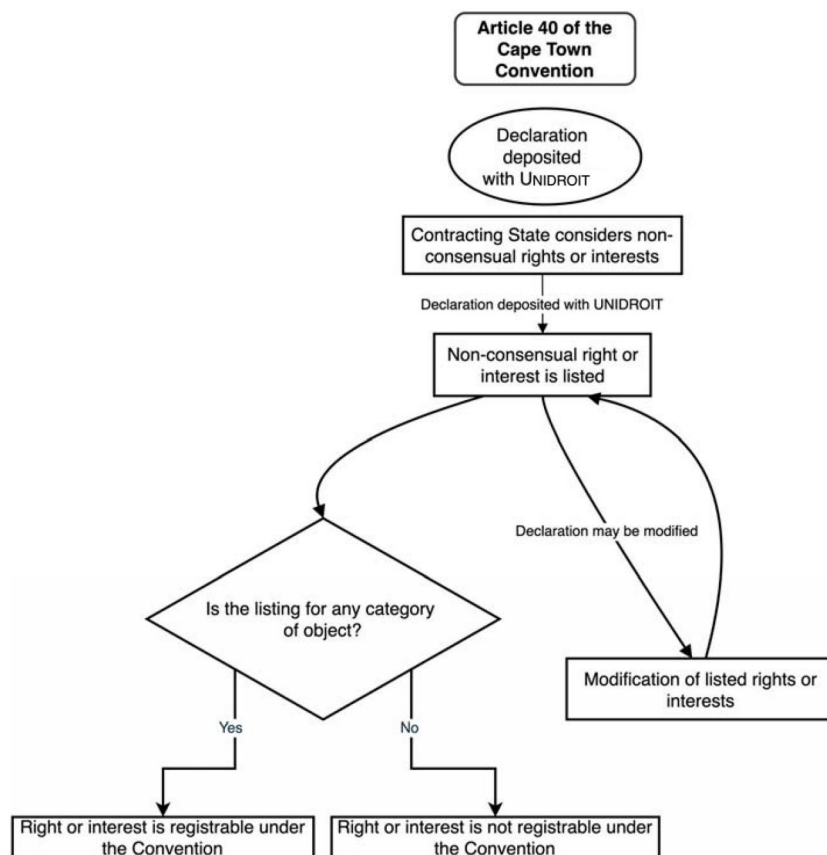 Article 40 of the
Cape Town
Convention
Declaration
deposited
with UNIDROIT
Contracting State considers non-
consensual rights or interests
Declaration deposited with UNIDROIT
Non-consensual right or
interest is listed
Declaration may be modified
Is the listing for any category
of object?
Modification of listed rights or
interests
Yes
No
Right or interest is registrable under
the Convention
Right or interest is not registrable under
the Convention